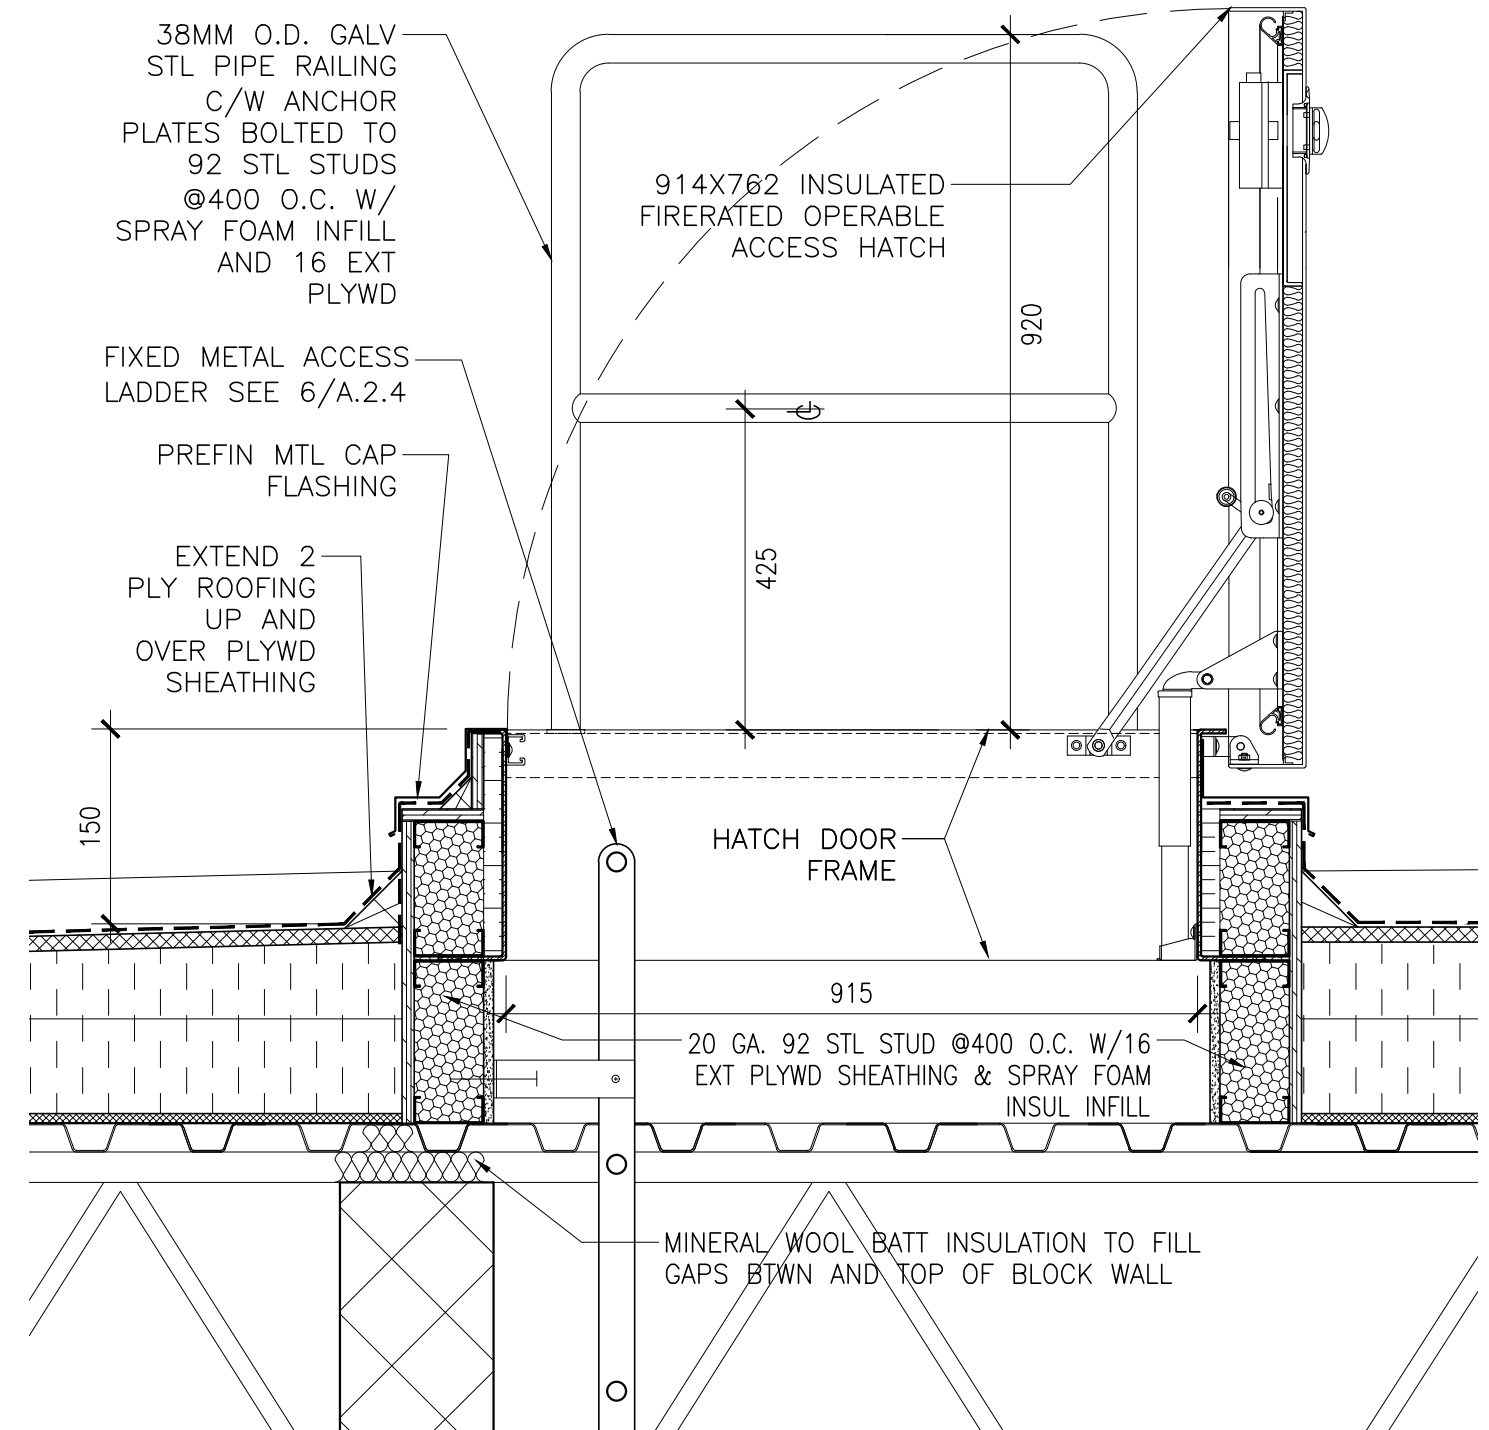 38MM O.D. GALV
STL PIPE RAILING
C/W ANCHOR
PLATES BOLTED TO
92 STL STUDS
@400 O.C. W/
SPRAY FOAM INFILL
AND 16 EXT
PLYWD
914X762 INSULATED
FIRERATED OPERABLE
ACCESS HATCH
920
FIXED METAL ACCESS
LADDER SEE 6/A.2.4
℄
PREFIN MTL CAP
FLASHING
425
EXTEND 2
PLY ROOFING
UP AND
OVER PLYWD
SHEATHING
150
HATCH DOOR
FRAME
915
20 GA. 92 STL STUD @400 O.C. W/16
EXT PLYWD SHEATHING & SPRAY FOAM
INSUL INFILL
MINERAL WOOL BATT INSULATION TO FILL
GAPS BTWN AND TOP OF BLOCK WALL